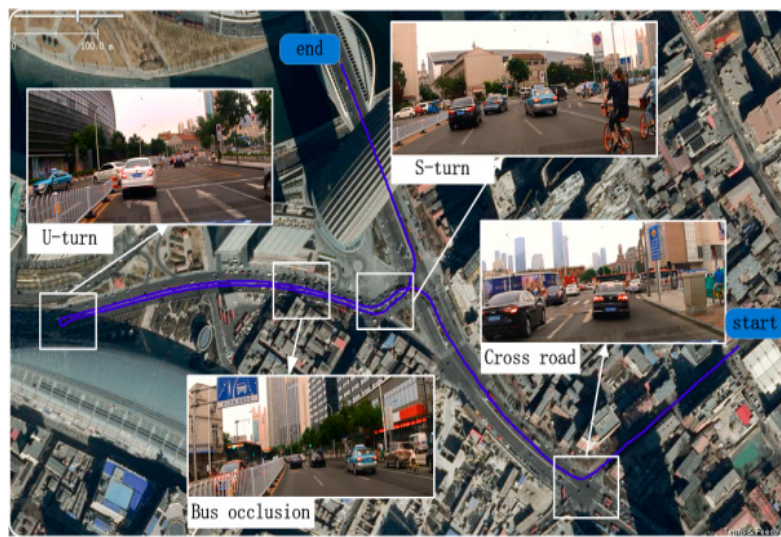 100.0 m
end
S-turn
U-turn
start
Cross road
Bus occlusion